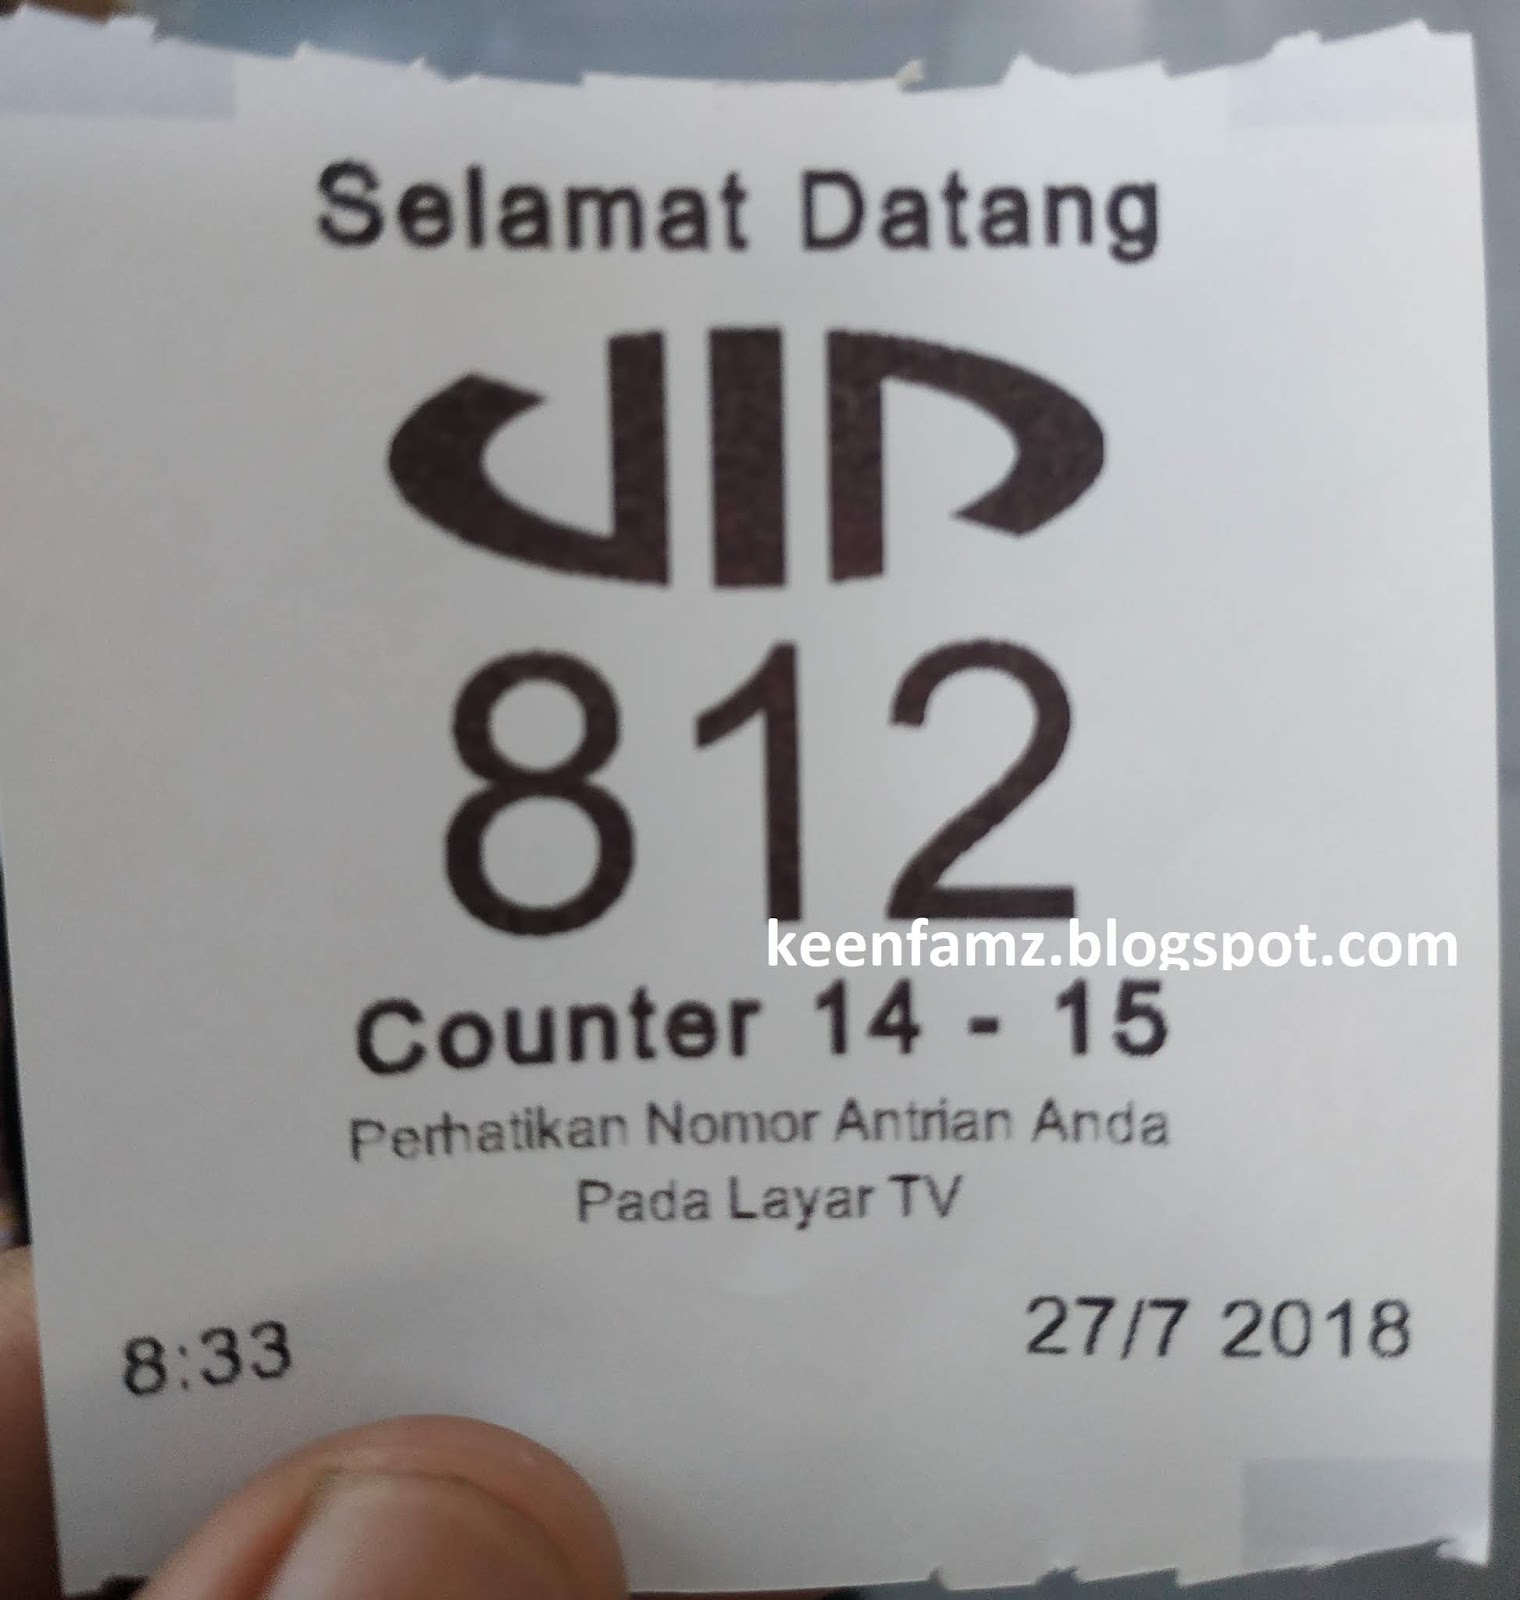 Selamat Datang
812
keenfamz.blogspot.com
Counter 14 - 15
Perhatikan Nomor Antrian Anda
Pada Layar TV
8:33 27/7 2018